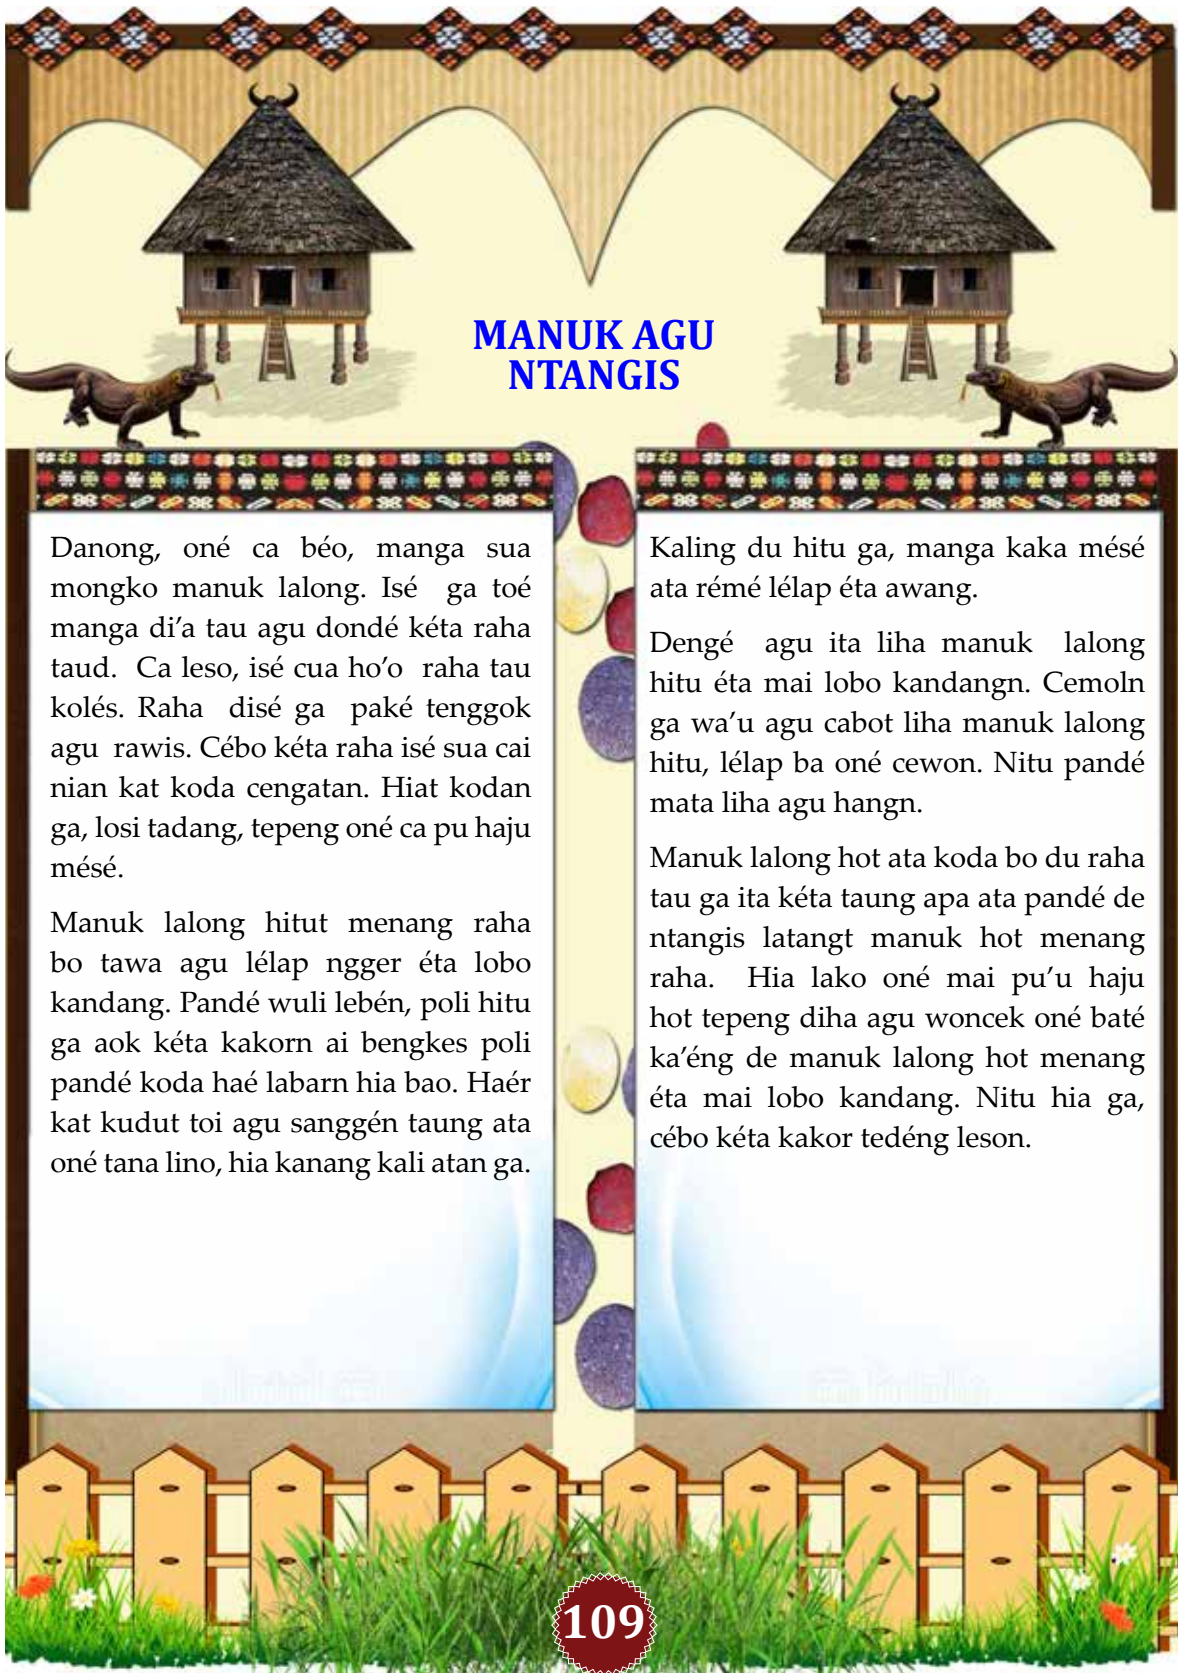 MANUK AGU
NTANGIS
Danong, oné ca béo, manga sua
mongko manuk lalong. Isé ga toé
manga di’a tau agu dondé kéta raha
taud. Ca leso, isé cua ho’o raha tau
kolés. Raha disé ga paké tenggok
agu rawis. Cébo kéta raha isé sua cai
nian kat koda cengatan. Hiat kodan
ga, losi tadang, tepeng oné ca pu haju
mésé.
Manuk lalong hitut menang raha
bo tawa agu lélap ngger éta lobo
kandang. Pandé wuli lebén, poli hitu
ga aok kéta kakorn ai bengkes poli
pandé koda haé labarn hia bao. Haér
kat kudut toi agu sanggén taung ata
oné tana lino, hia kanang kali atan ga.
Kaling du hitu ga, manga kaka mésé
ata rémé lélap éta awang.
Dengé agu ita liha manuk lalong
hitu éta mai lobo kandangn. Cemoln
ga wa’u agu cabot liha manuk lalong
hitu, lélap ba oné cewon. Nitu pandé
mata liha agu hangn.
Manuk lalong hot ata koda bo du raha
tau ga ita kéta taung apa ata pandé de
ntangis latangt manuk hot menang
raha. Hia lako oné mai pu’u haju
hot tepeng diha agu woncek oné baté
ka’éng de manuk lalong hot menang
éta mai lobo kandang. Nitu hia ga,
cébo kéta kakor tedéng leson.
109